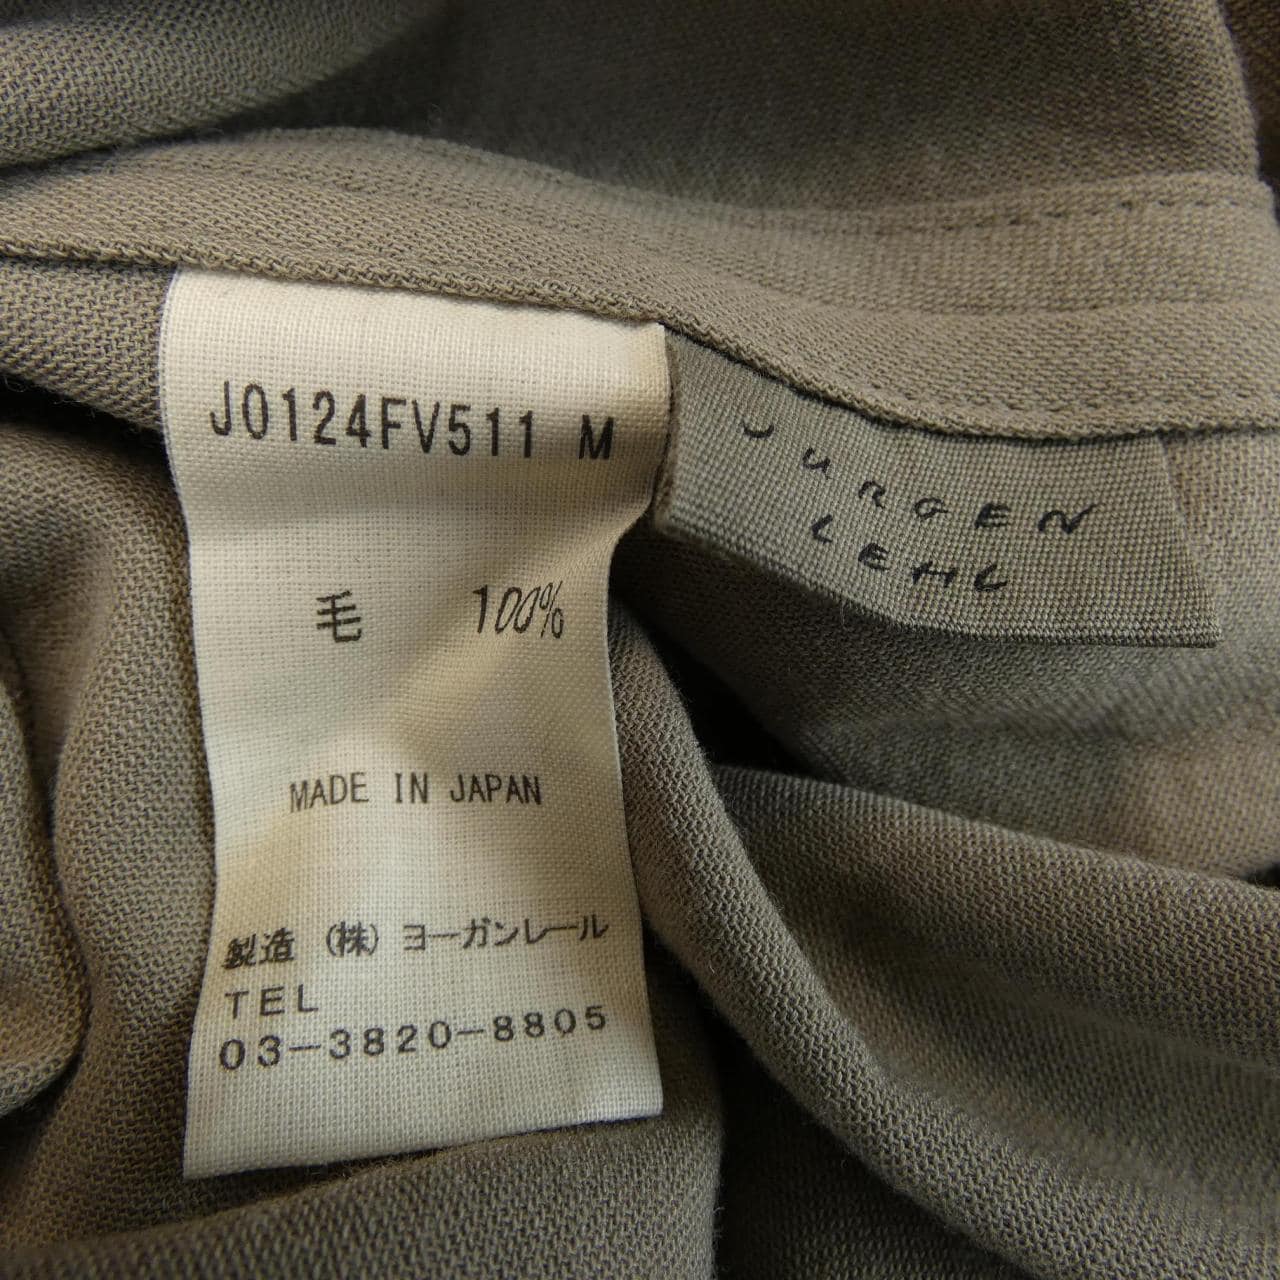 J0124FV511 M
毛 100%
MADE IN JAPAN
製造 (株) ヨーガンレール
TEL
03-3820-8805
JURGEN
LEHL